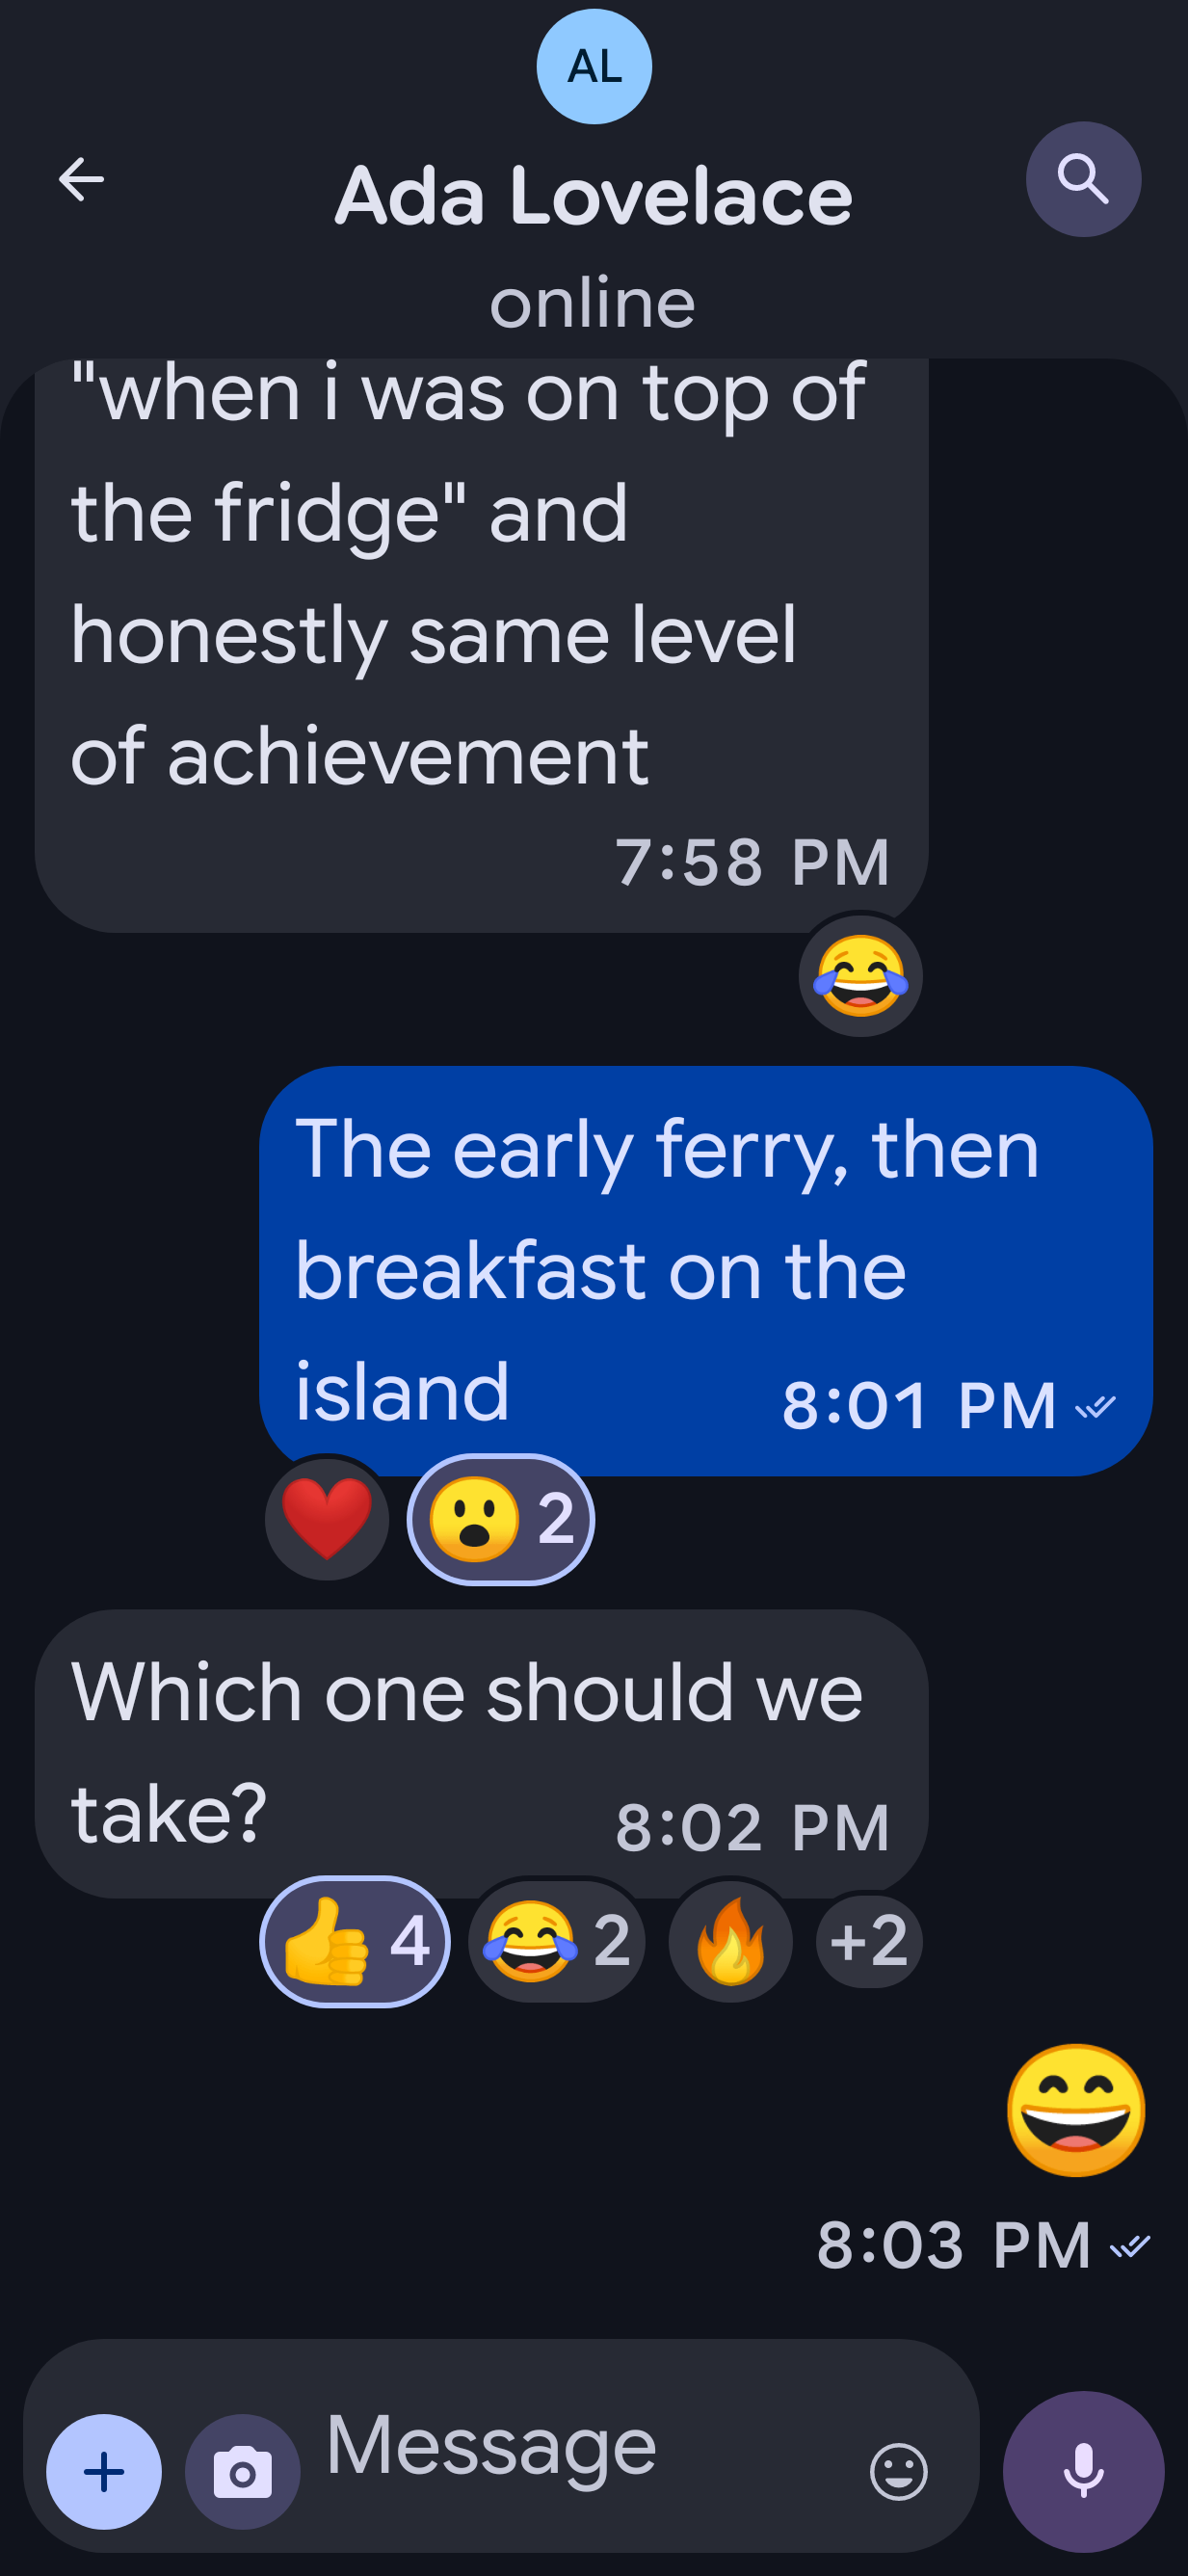 AL
Ada Lovelace
online
"when i was on top of
the fridge" and
honestly same level
of achievement
7:58 PM
😂
The early ferry, then
breakfast on the
island
8:01 PM
❤️ 😮 2
Which one should we
take?
8:02 PM
👍 4 😂 2 🔥 +2
😄
8:03 PM
Message